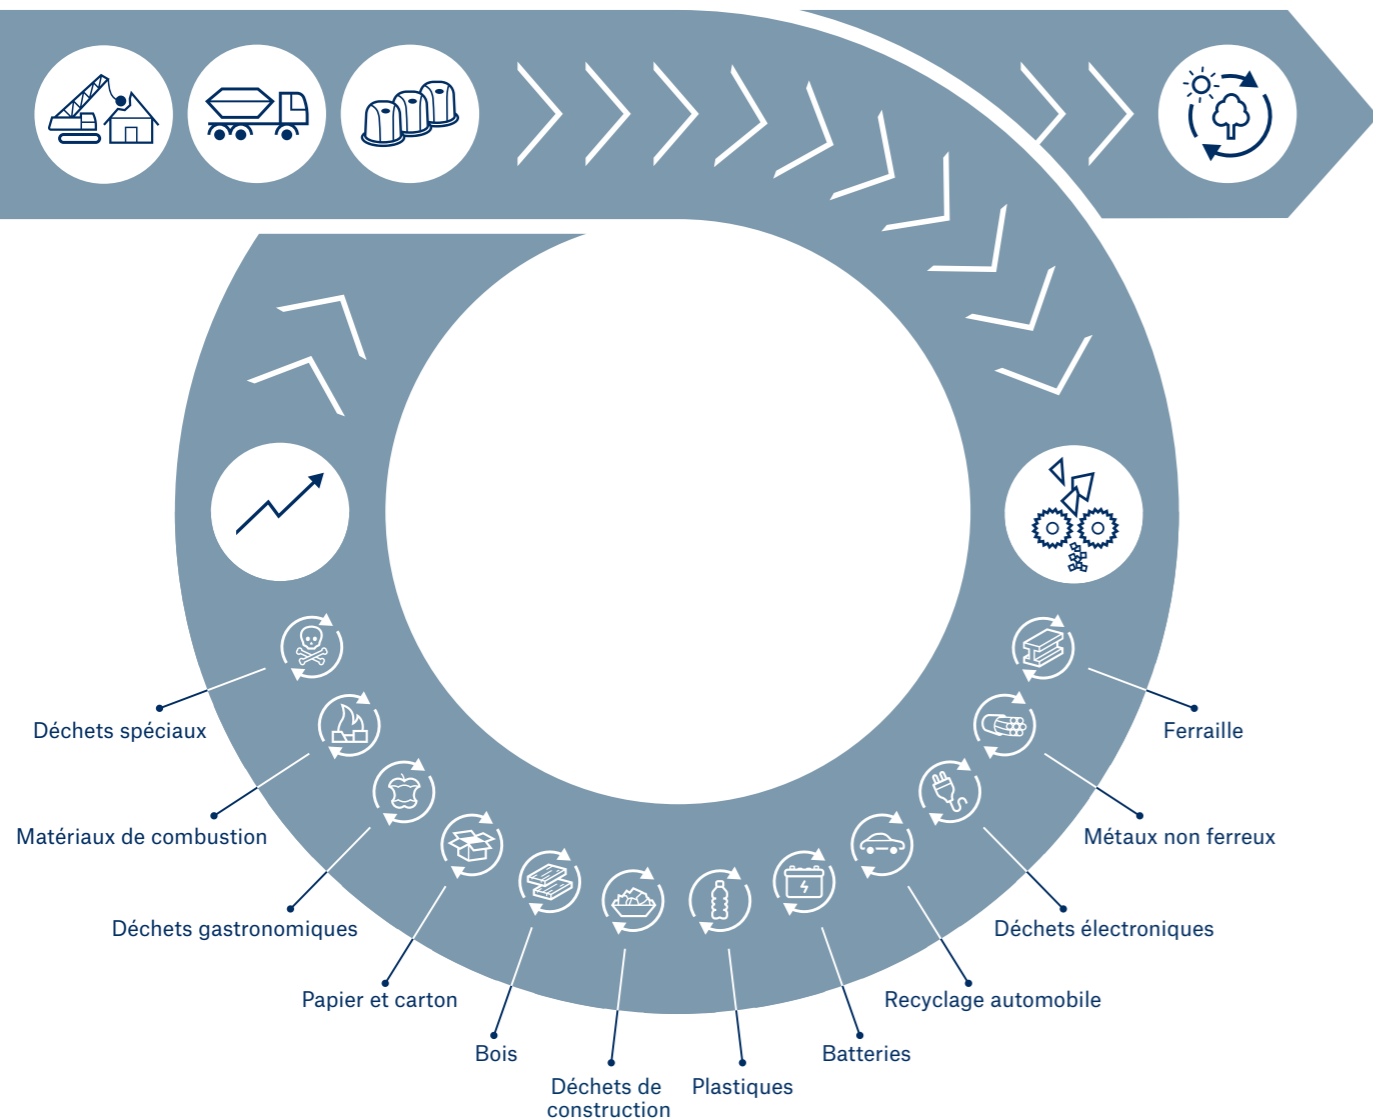 Déchets spéciaux
Ferraille
Matériaux de combustion
Métaux non ferreux
Déchets gastronomiques
Déchets électroniques
Papier et carton
Recyclage automobile
Bois
Batteries
Déchets de
construction
Plastiques